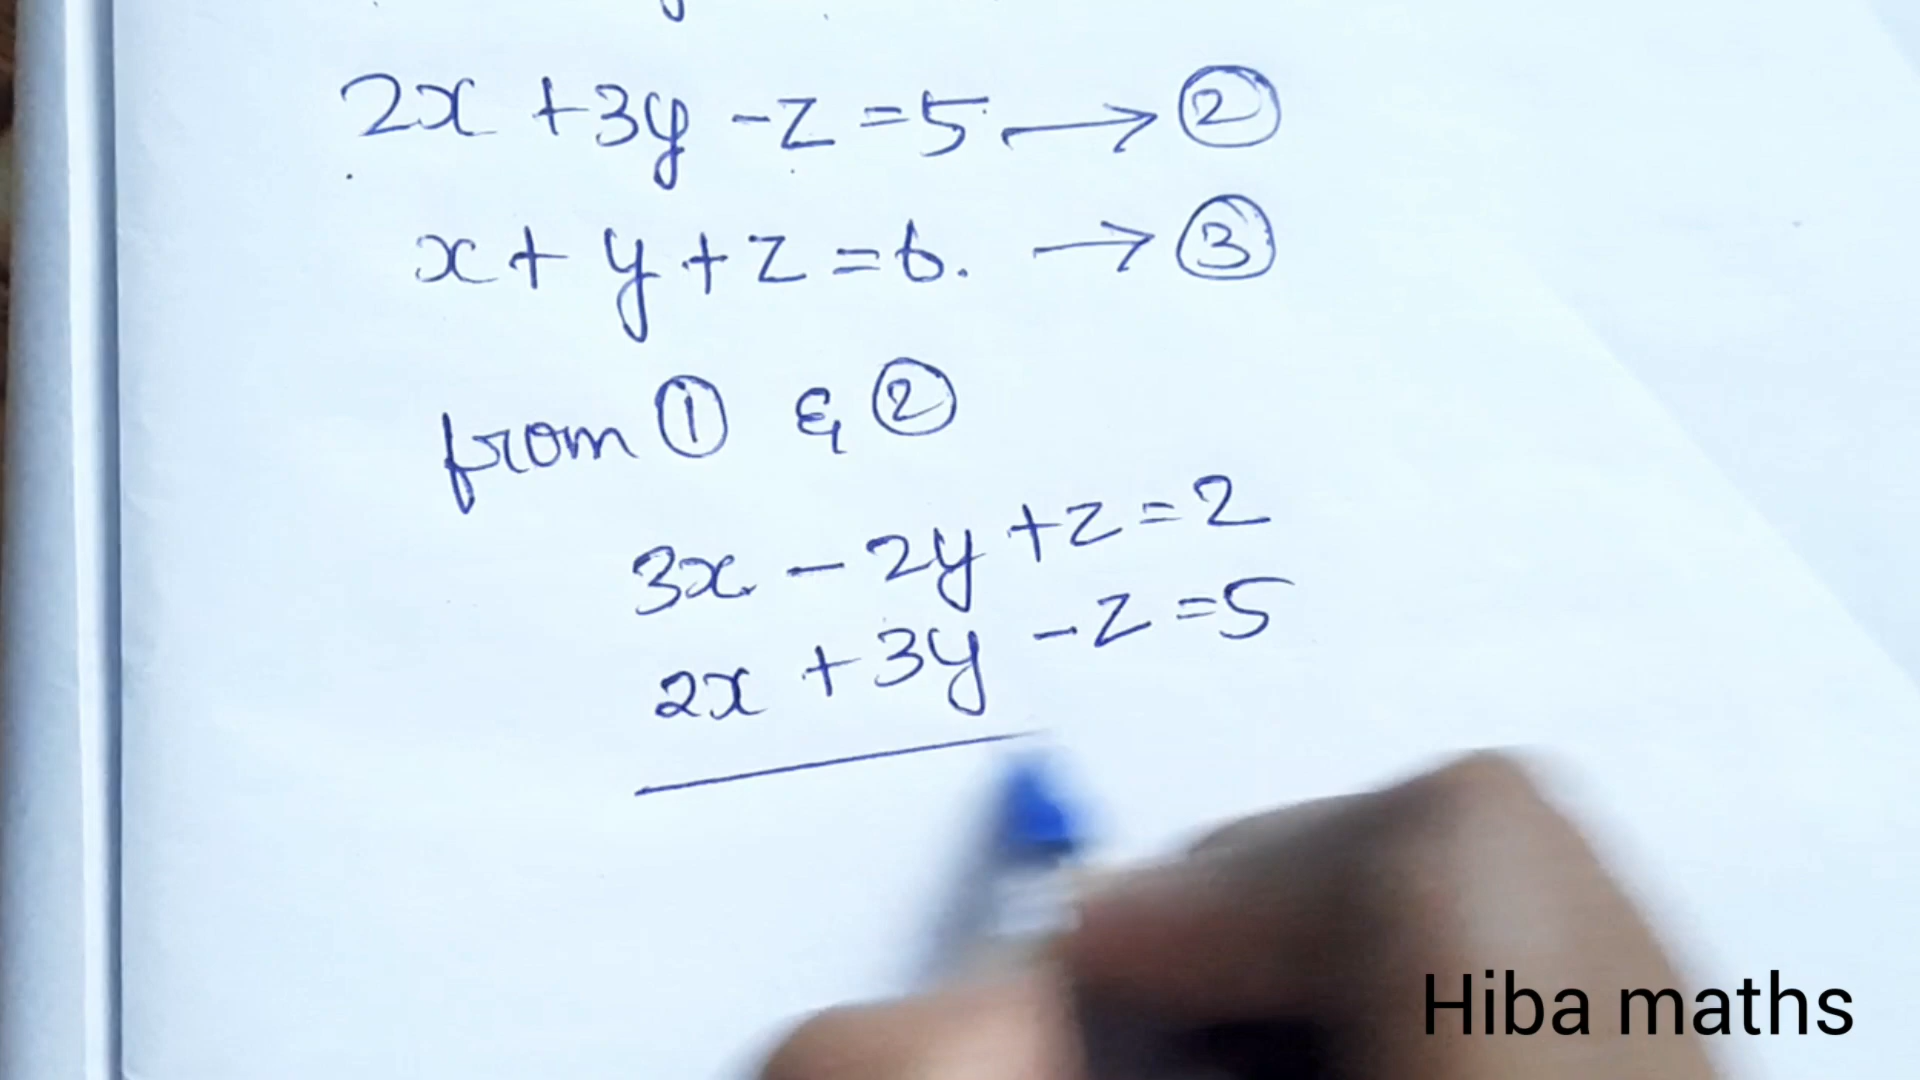 2x + 3y - z = 5 → ②
x + y + z = 6. → ③
from ① & ②
3x - 2y + z = 2
2x + 3y - z = 5
Hiba maths